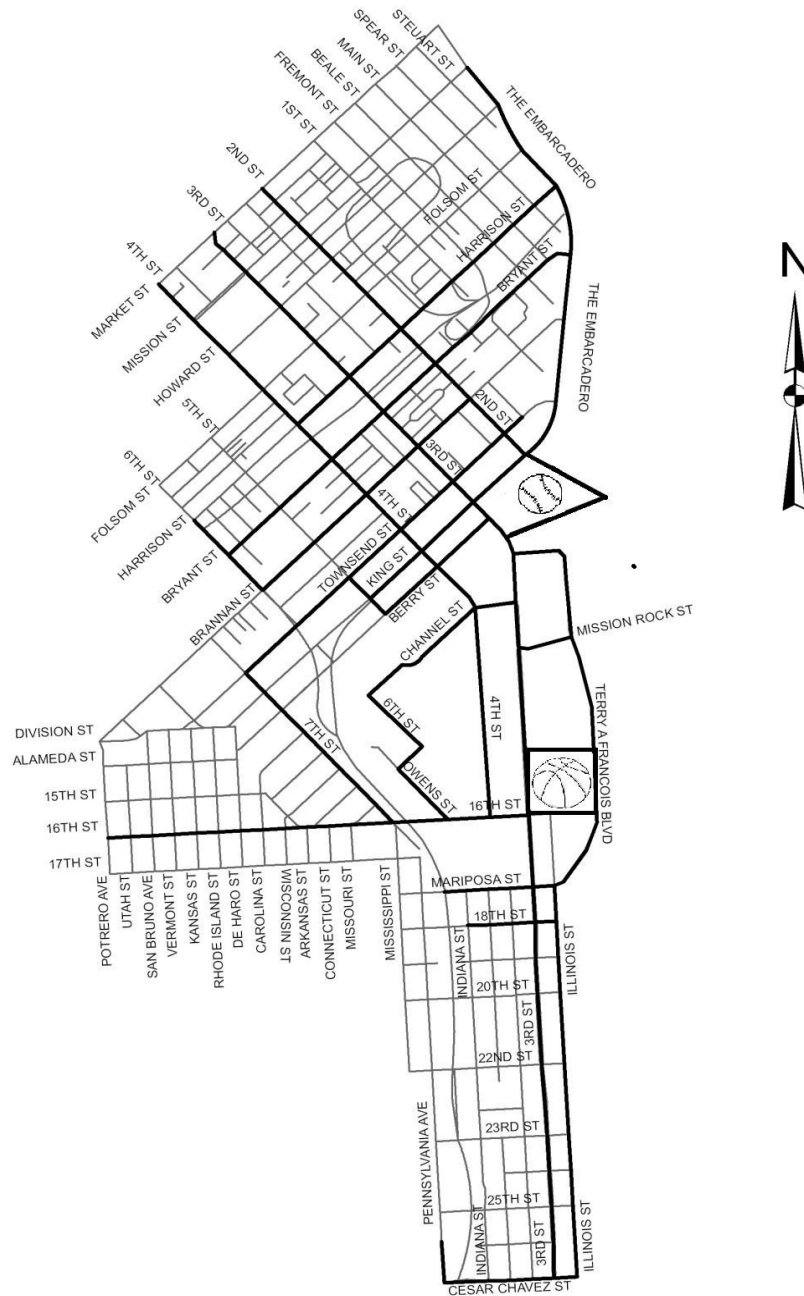 STEUART ST
SPEAR ST
MAIN ST
BEALE ST
FREMONT ST
1ST ST
2ND ST
3RD ST
4TH ST
MARKET ST
MISSION ST
HOWARD ST
5TH ST
6TH ST
FOLSOM ST
HARRISON ST
BRYANT ST
BRANNAN ST
THE EMBARCADERO
FOLSOM ST
HARRISON ST
BRYANT ST
THE EMBARCADERO
N
2ND ST
3RD ST
4TH ST
TOWNSEND ST
KING ST
BERRY ST
CHANNEL ST
MISSION ROCK ST
6TH ST
4TH ST
TERRY A FRANCOIS BLVD
7TH ST
OWENS ST
16TH ST
DIVISION ST
ALAMEDA ST
15TH ST
16TH ST
17TH ST
POTRERO AVE
UTAH ST
SAN BRUNO AVE
VERMONT ST
KANSAS ST
RHODE ISLAND ST
DE HARO ST
CAROLINA ST
WISCONSIN ST
ARKANSAS ST
CONNECTICUT ST
MISSOURI ST
MISSISSIPPI ST
MARIPOSA ST
18TH ST
INDIANA ST
ILLINOIS ST
20TH ST
3RD ST
22ND ST
PENNSYLVANIA AVE
23RD ST
25TH ST
INDIANA ST
3RD ST
ILLINOIS ST
CESAR CHAVEZ ST